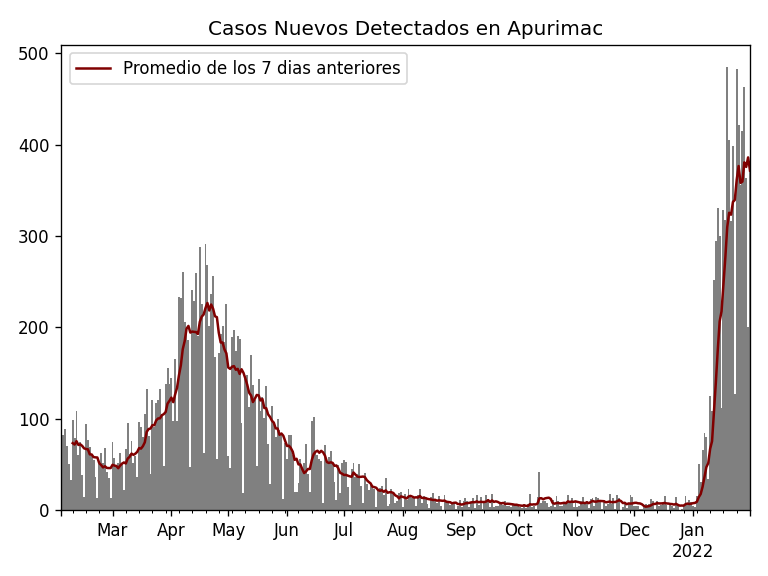 Casos Nuevos Detectados en Apurimac
Promedio de los 7 dias anteriores
500
400
300
200
100
0
Mar Apr May Jun Jul Aug Sep Oct Nov Dec Jan
2022